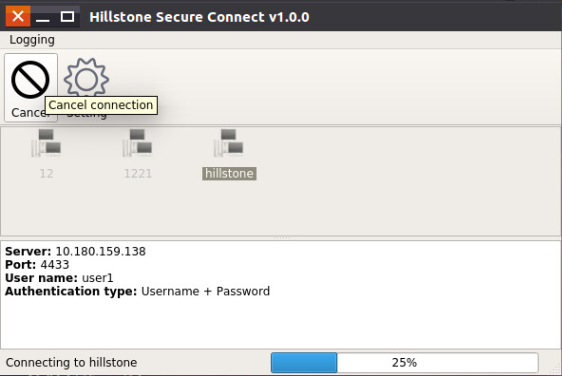 Hillstone Secure Connect v1.0.0
Logging
Cancel
Cancel connection
12
1221
hillstone
Server: 10.180.159.138
Port: 4433
User name: user1
Authentication type: Username + Password
Connecting to hillstone
25%